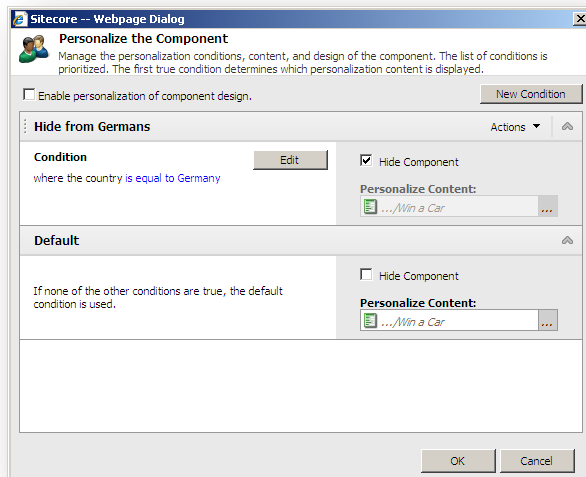 Sitecore -- Webpage Dialog
Personalize the Component
Manage the personalization conditions, content, and design of the component. The list of conditions is
prioritized. The first true condition determines which personalization content is displayed.
Enable personalization of component design.
New Condition
Hide from Germans
Actions
Condition
Edit
Hide Component
where the country is equal to Germany
Personalize Content:
.../Win a Car
...
Default
Hide Component
If none of the other conditions are true, the default
condition is used.
Personalize Content:
.../Win a Car
...
OK
Cancel